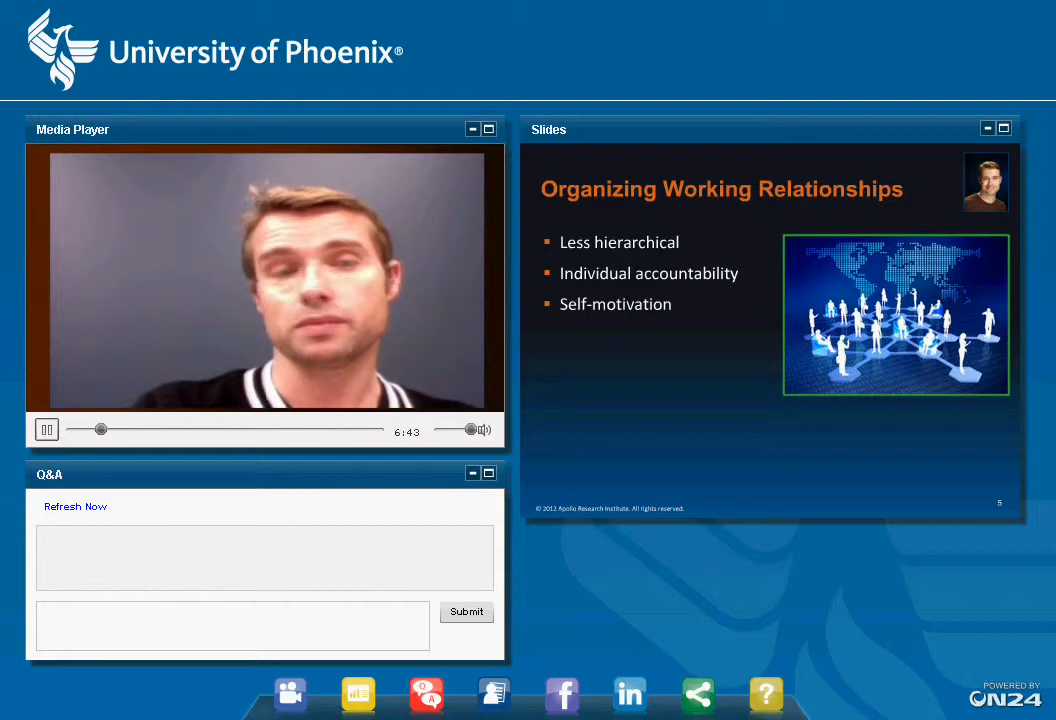 University of Phoenix®
Media Player
6:43
Slides
Organizing Working Relationships
Less hierarchical
Individual accountability
Self-motivation
© 2012 Apollo Research Institute. All rights reserved.
5
Q&A
Refresh Now
Submit
Q
A
f
in
?
POWERED BY
ON24